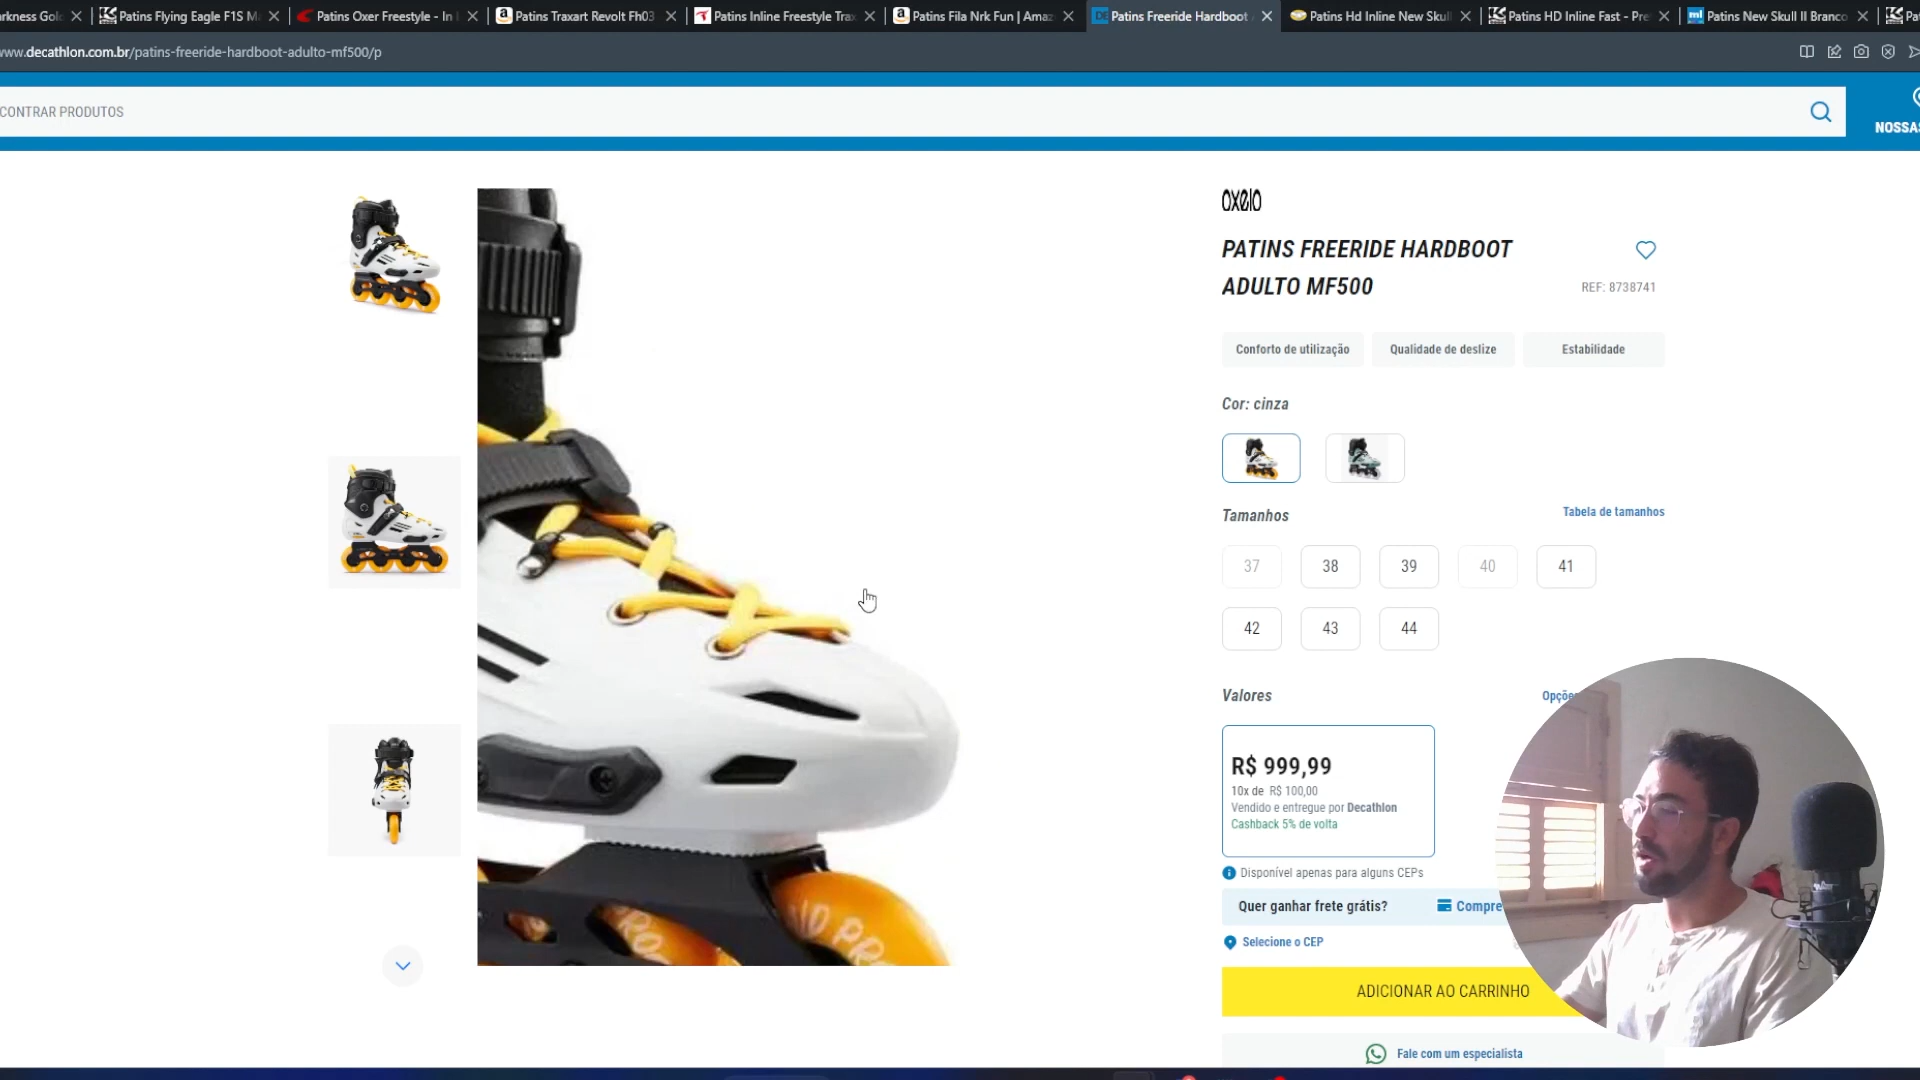 Patins Flying Eagle F1S
Patins Oxer Freestyle - In
Patins Traxart Revolt Fh03
Patins Inline Freestyle Trax
Patins Fila Nrk Fun | Amaz
Patins Freeride Hardboot
Patins Hd Inline New Skull
Patins HD Inline Fast - Pre
Patins New Skull II Branco
www.decathlon.com.br/patins-freeride-hardboot-adulto-mf500/p
CONTRAR PRODUTOS
NOSSAS
OXELO
PATINS FREERIDE HARDBOOT
ADULTO MF500
REF: 8738741
Conforto de utilização
Qualidade de deslize
Estabilidade
Cor: cinza
Tamanhos
Tabela de tamanhos
37 38 39 40 41
42 43 44
Valores
Opçõe
R$ 999,99
10x de R$ 100,00
Vendido e entregue por Decathlon
Cashback 5% de volta
Disponível apenas para alguns CEPs
Quer ganhar frete grátis?
Compre
Selecione o CEP
ADICIONAR AO CARRINHO
Fale com um especialista